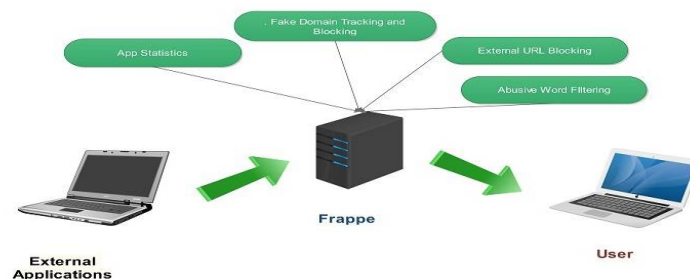 . Fake Domain Tracking and
Blocking
App Statistics
External URL Blocking
Abusive Word Filtering
Frappe
External
Applications
User